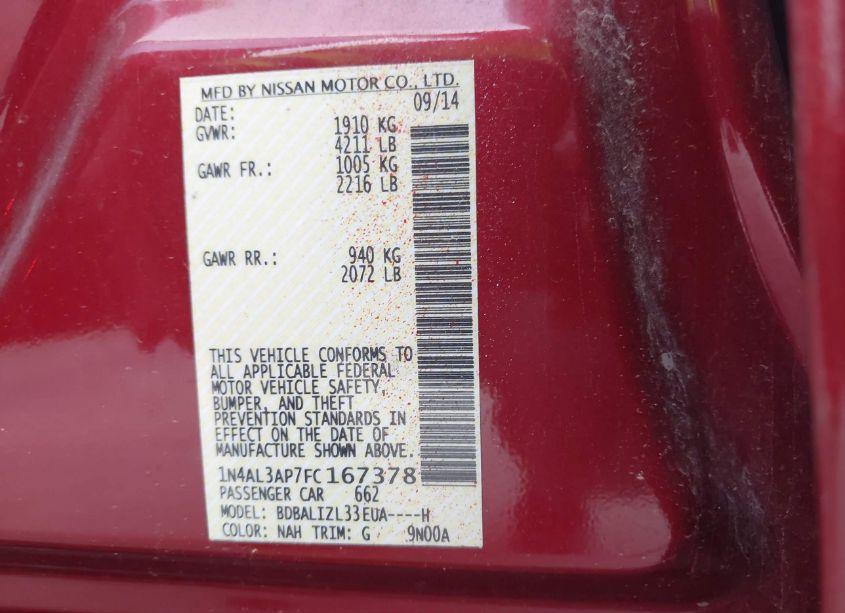 MFD BY NISSAN MOTOR CO., LTD.
DATE: 09/14
GVWR: 1910 KG
4211 LB
GAWR FR.: 1005 KG
2216 LB
GAWR RR.: 940 KG
2072 LB
THIS VEHICLE CONFORMS TO
ALL APPLICABLE FEDERAL
MOTOR VEHICLE SAFETY,
BUMPER, AND THEFT
PREVENTION STANDARDS IN
EFFECT ON THE DATE OF
MANUFACTURE SHOWN ABOVE.
1N4AL3AP7FC167378
PASSENGER CAR 662
MODEL: BDBALIZL33EUA----H
COLOR: NAH TRIM: G 9N00A